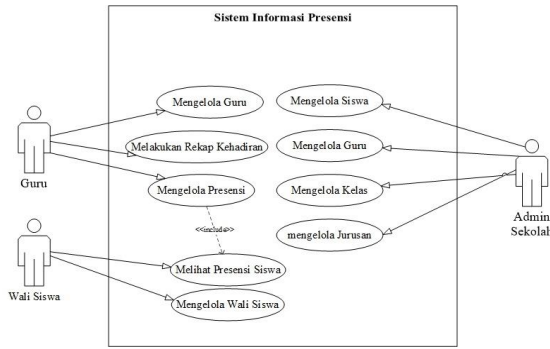 Sistem Informasi Presensi
Mengelola Guru
Mengelola Siswa
Melakukan Rekap Kehadiran
Mengelola Guru
Guru
Mengelola Presensi
Mengelola Kelas
Admin
Sekolah
<<include>>
mengelola Jurusan
Melihat Presensi Siswa
Wali Siswa
Mengelola Wali Siswa